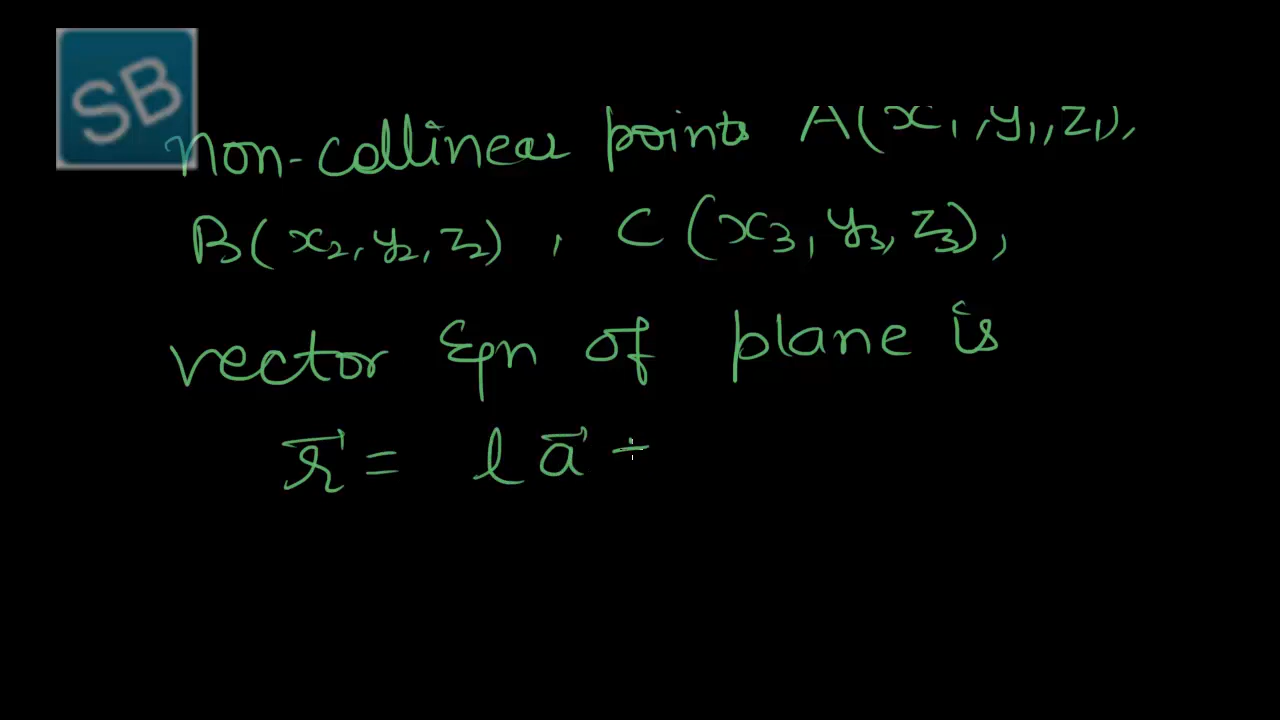 SB
non-collinear points A(x₁,y₁,z₁),
B(x₂,y₂,z₂) , C(x₃,y₃,z₃),
vector Eqn of plane is
r⃗ = l a⃗ +